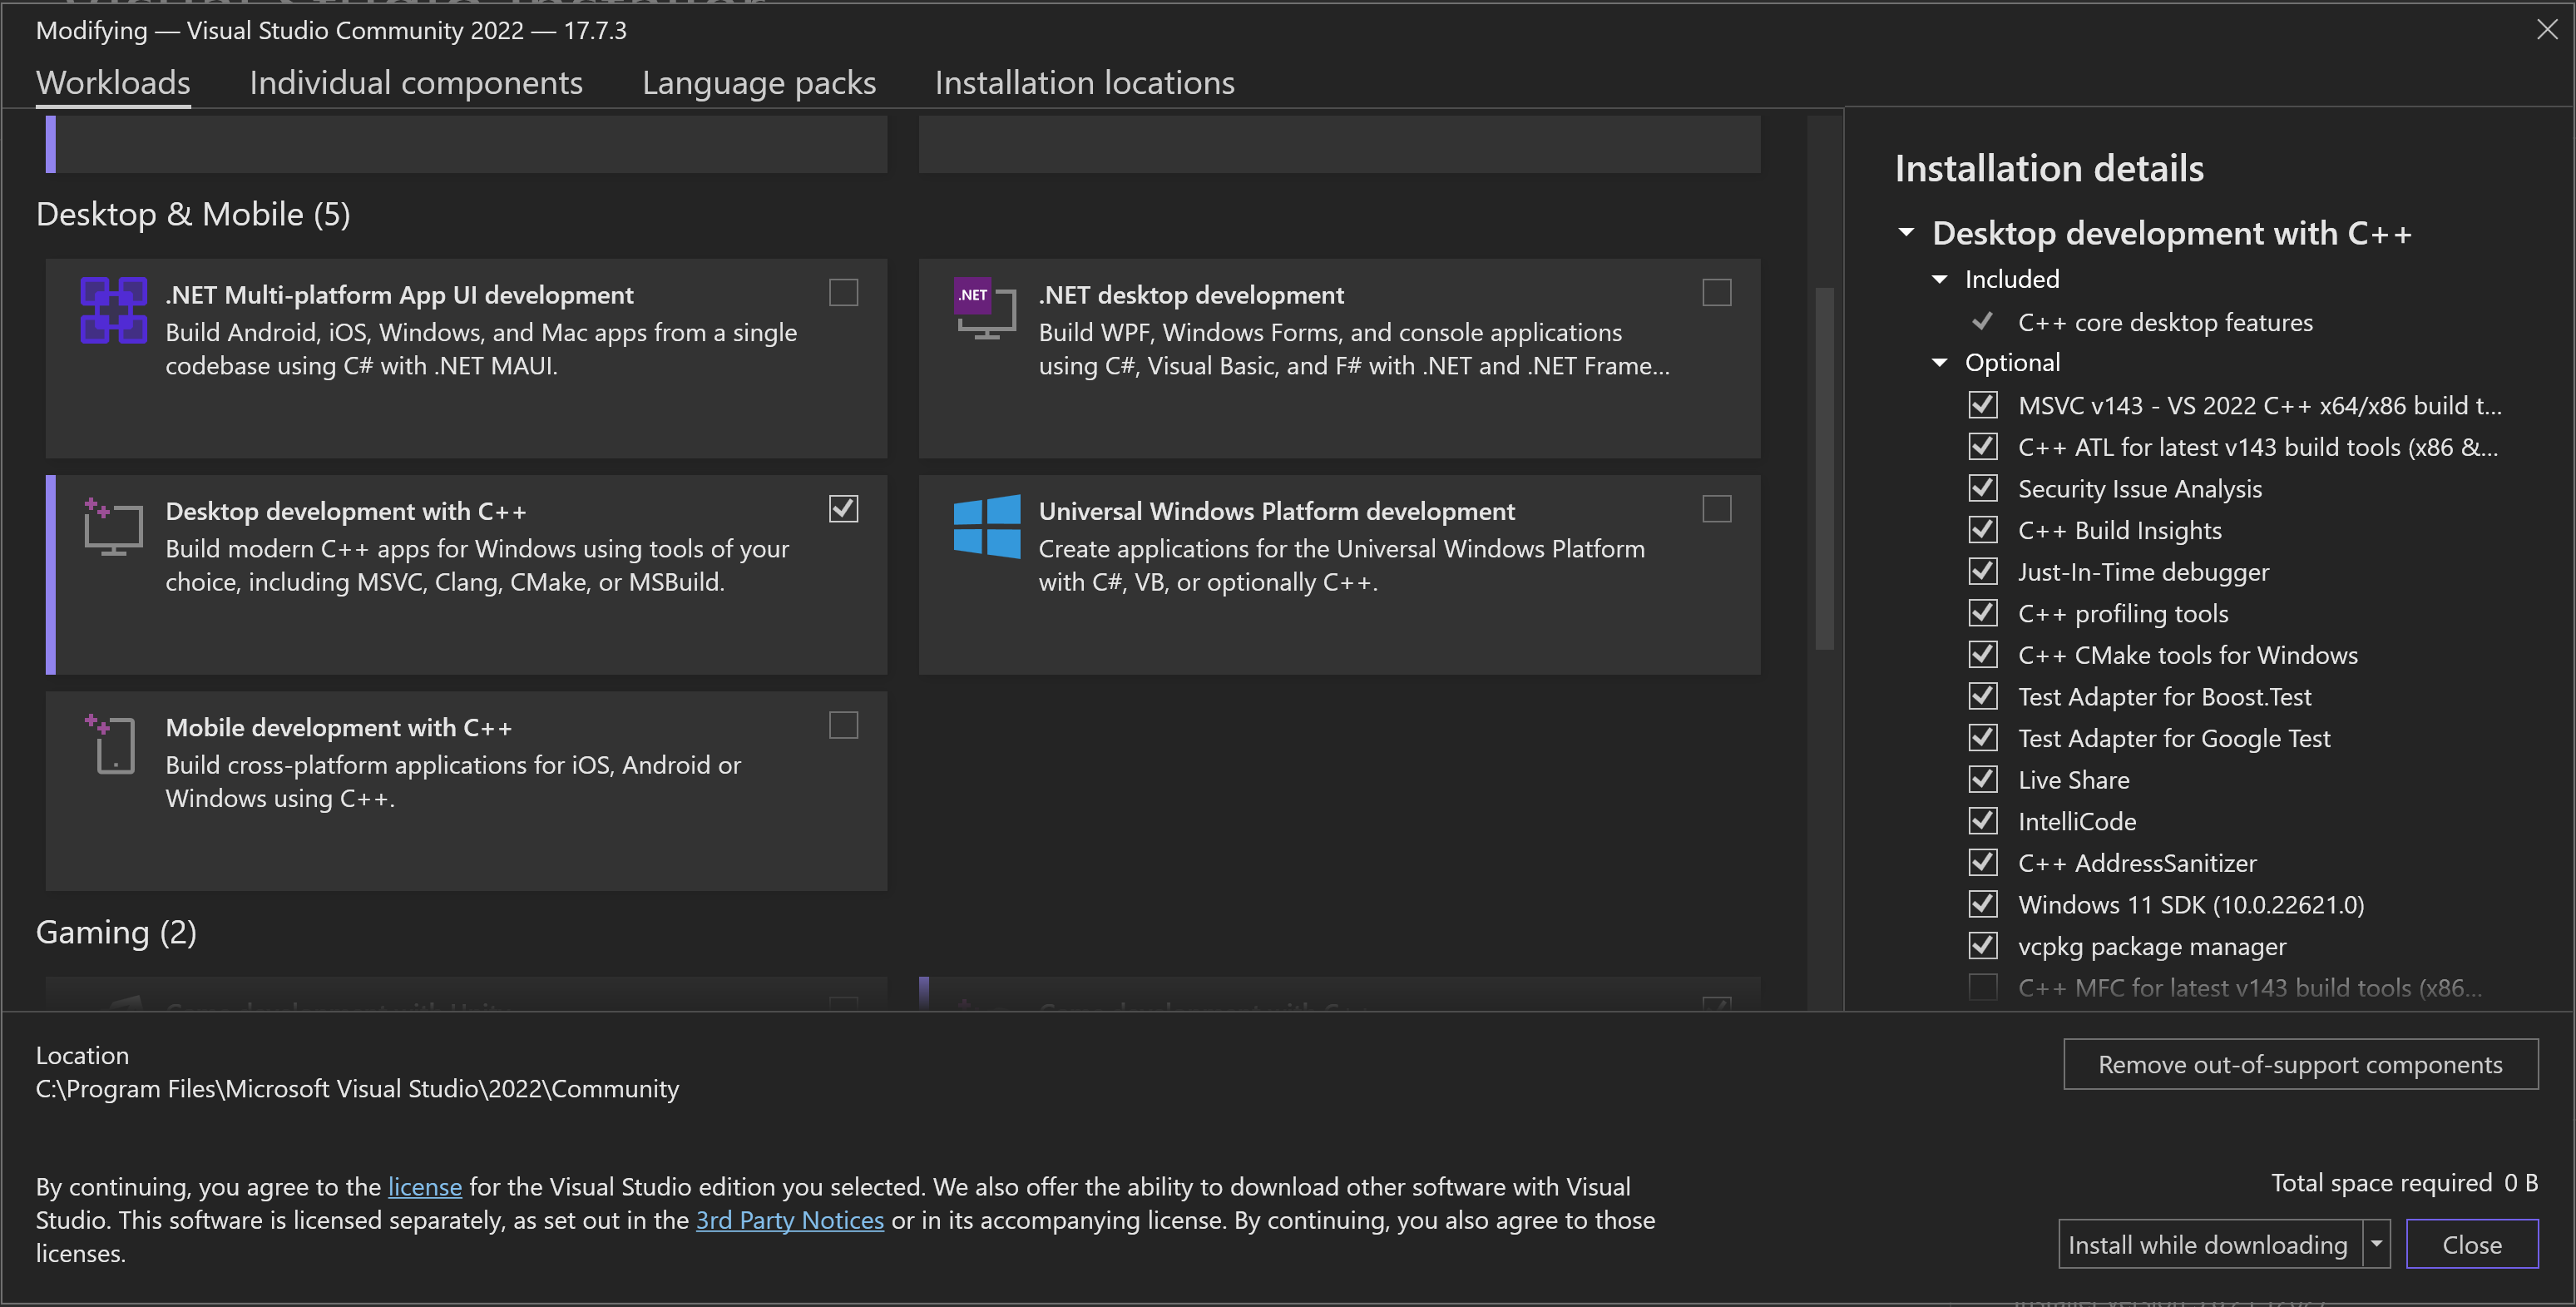 Modifying — Visual Studio Community 2022 — 17.7.3
Workloads
Individual components
Language packs
Installation locations
Desktop & Mobile (5)
.NET Multi-platform App UI development
Build Android, iOS, Windows, and Mac apps from a single
codebase using C# with .NET MAUI.
.NET
.NET desktop development
Build WPF, Windows Forms, and console applications
using C#, Visual Basic, and F# with .NET and .NET Frame...
Desktop development with C++
Build modern C++ apps for Windows using tools of your
choice, including MSVC, Clang, CMake, or MSBuild.
Universal Windows Platform development
Create applications for the Universal Windows Platform
with C#, VB, or optionally C++.
Mobile development with C++
Build cross-platform applications for iOS, Android or
Windows using C++.
Gaming (2)
Game development with Unity
Game development with C++
Installation details
Desktop development with C++
Included
C++ core desktop features
Optional
MSVC v143 - VS 2022 C++ x64/x86 build t...
C++ ATL for latest v143 build tools (x86 &...
Security Issue Analysis
C++ Build Insights
Just-In-Time debugger
C++ profiling tools
C++ CMake tools for Windows
Test Adapter for Boost.Test
Test Adapter for Google Test
Live Share
IntelliCode
C++ AddressSanitizer
Windows 11 SDK (10.0.22621.0)
vcpkg package manager
C++ MFC for latest v143 build tools (x86...
Location
C:\Program Files\Microsoft Visual Studio\2022\Community
Remove out-of-support components
By continuing, you agree to the license for the Visual Studio edition you selected. We also offer the ability to download other software with Visual
Studio. This software is licensed separately, as set out in the 3rd Party Notices or in its accompanying license. By continuing, you also agree to those
licenses.
Total space required 0 B
Install while downloading
Close